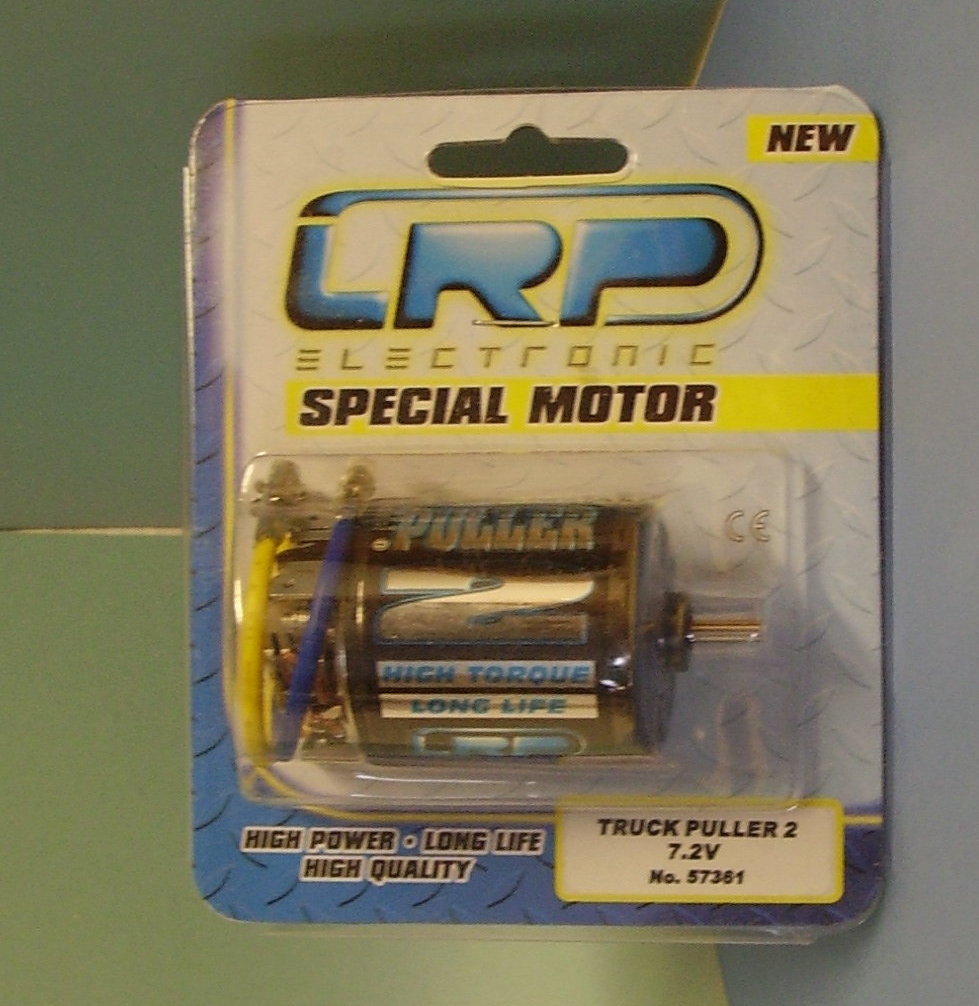 NEW
LRP
ELECTRONIC
SPECIAL MOTOR
PULLER
2
CE
HIGH TORQUE
LONG LIFE
LRP
HIGH POWER • LONG LIFE
HIGH QUALITY
TRUCK PULLER 2
7.2V
No. 57361